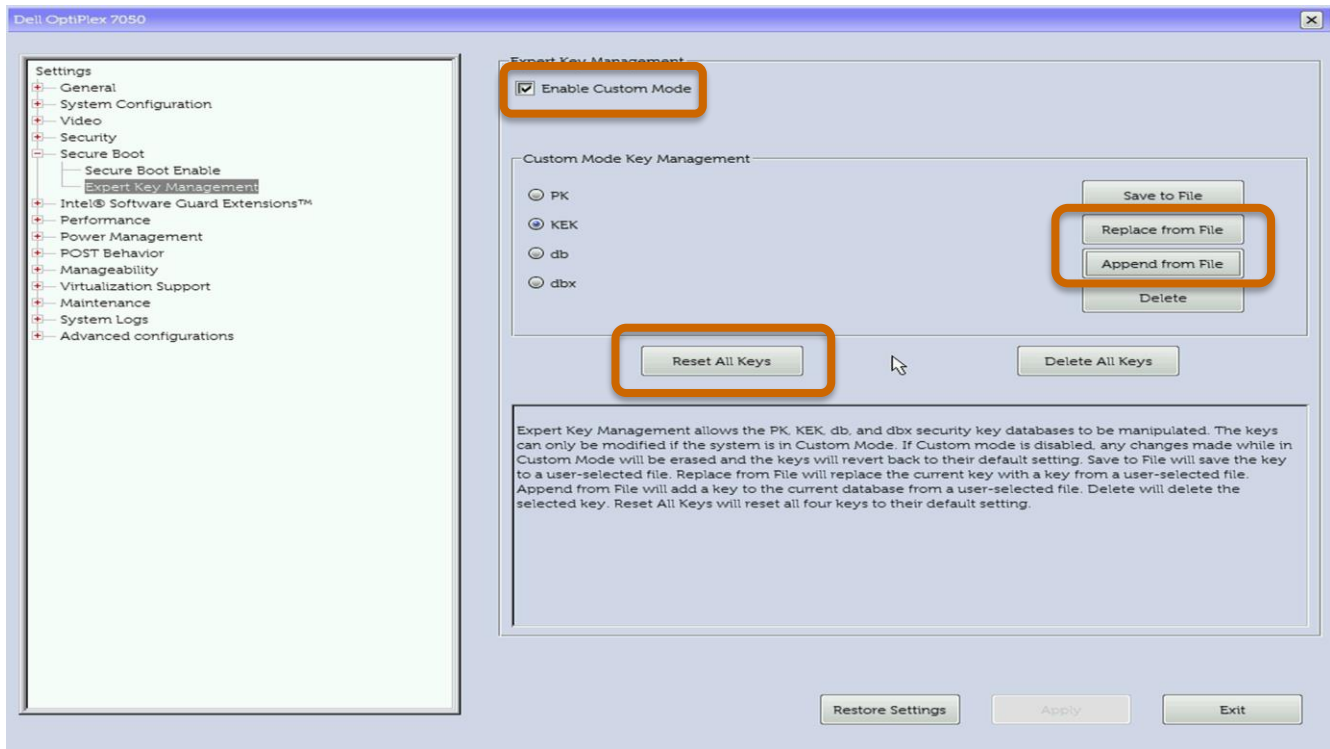 Dell OptiPlex 7050
Settings
General
System Configuration
Video
Security
Secure Boot
Secure Boot Enable
Expert Key Management
Intel® Software Guard Extensions™
Performance
Power Management
POST Behavior
Manageability
Virtualization Support
Maintenance
System Logs
Advanced configurations
Expert Key Management
Enable Custom Mode
Custom Mode Key Management
PK
KEK
db
dbx
Save to File
Replace from File
Append from File
Delete
Reset All Keys
Delete All Keys
Expert Key Management allows the PK, KEK, db, and dbx security key databases to be manipulated. The keys
can only be modified if the system is in Custom Mode. If Custom mode is disabled, any changes made while in
Custom Mode will be erased and the keys will revert back to their default setting. Save to File will save the key
to a user-selected file. Replace from File will replace the current key with a key from a user-selected file.
Append from File will add a key to the current database from a user-selected file. Delete will delete the
selected key. Reset All Keys will reset all four keys to their default setting.
Restore Settings
Apply
Exit